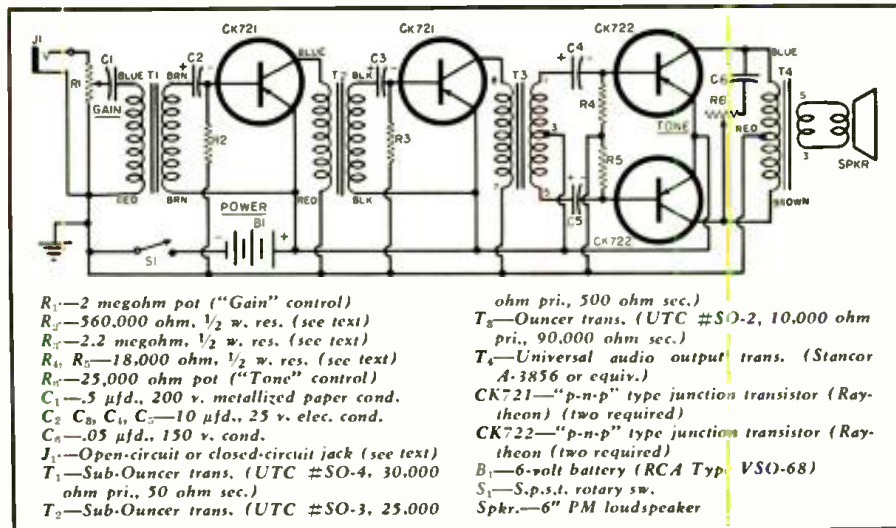 J1
CK721
CK721
CK722
C1
C2
C3
C4
BLUE
T1
BRN
BLUE
T2
BLK
T3
BLUE
T4
R1
GAIN
R4
C6
R6
5
RED
3
SPKR
R2
R3
TONE
R5
RED
BRN
RED
BLK
7
C5
BROWN
POWER
B1
CK722
S1
R1—2 megohm pot ("Gain" control)
R2—560,000 ohm, 1/2 w. res. (see text)
R3—2.2 megohm, 1/2 w. res. (see text)
R4, R5—18,000 ohm, 1/2 w. res. (see text)
R6—25,000 ohm pot ("Tone" control)
C1—.5 μfd., 200 v. metallized paper cond.
C2 C3, C4, C5—10 μfd., 25 v. elec. cond.
C6—.05 μfd., 150 v. cond.
J1—Open-circuit or closed-circuit jack (see text)
T1—Sub-Ouncer trans. (UTC #SO-4, 30,000
ohm pri., 50 ohm sec.)
T2—Sub-Ouncer trans. (UTC #SO-3, 25,000
ohm pri., 500 ohm sec.)
T3—Ouncer trans. (UTC #SO-2, 10,000 ohm
pri., 90,000 ohm sec.)
T4—Universal audio output trans. (Stancor
A-3856 or equiv.)
CK721—"p-n-p" type junction transistor (Ray-
theon) (two required)
CK722—"p-n-p" type junction transistor (Ray-
theon (two required)
B1—6-volt battery (RCA Type VSO-68)
S1—S.p.s.t. rotary sw.
Spkr.—6" PM loudspeaker